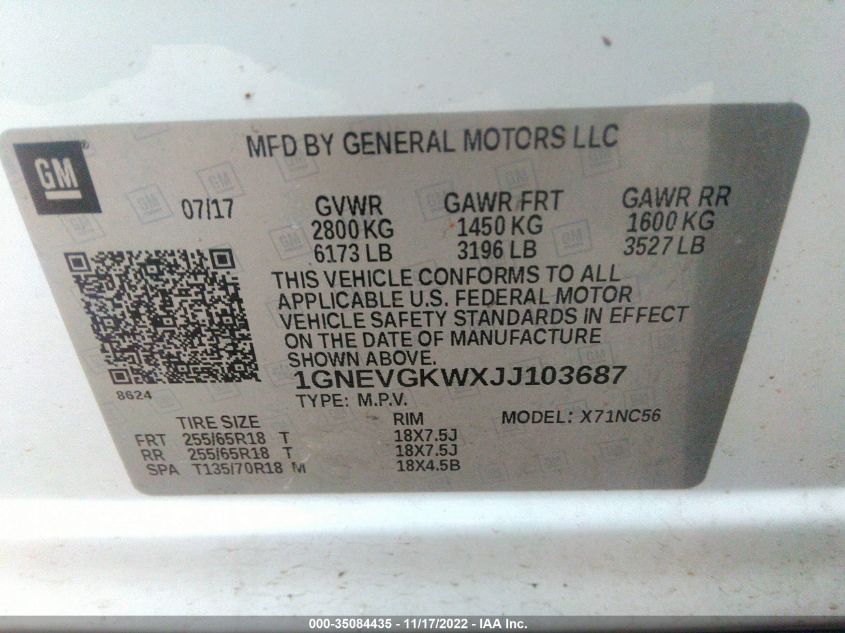 MFD BY GENERAL MOTORS LLC
GM ®
07/17 GVWR GAWR FRT GAWR RR
2800 KG 1450 KG 1600 KG
6173 LB 3196 LB 3527 LB
THIS VEHICLE CONFORMS TO ALL
APPLICABLE U.S. FEDERAL MOTOR
VEHICLE SAFETY STANDARDS IN EFFECT
ON THE DATE OF MANUFACTURE
SHOWN ABOVE.
1GNEVGKWXJJ103687
8624 TYPE: M.P.V.
TIRE SIZE RIM MODEL: X71NC56
FRT 255/65R18 T 18X7.5J
RR 255/65R18 T 18X7.5J
SPA T135/70R18 M 18X4.5B
000-35084435 - 11/17/2022 - IAA Inc.